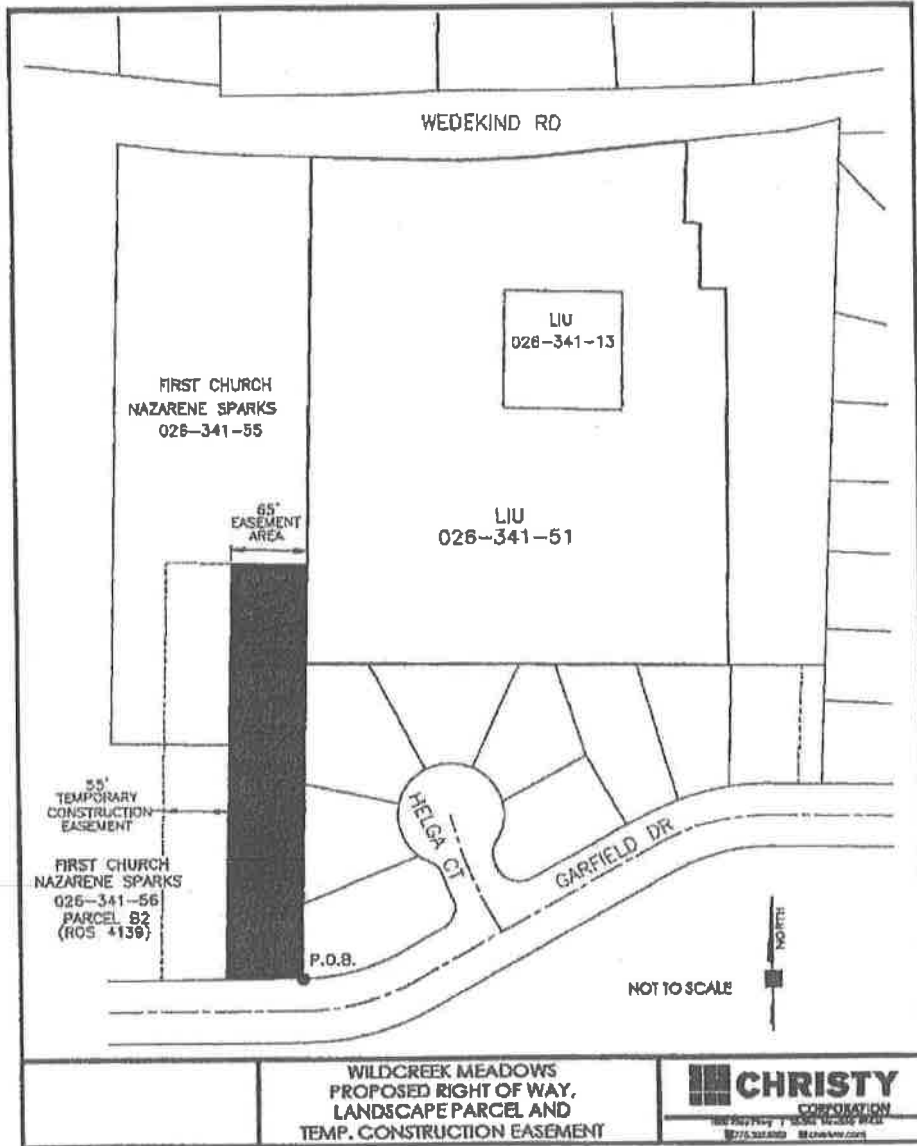 WEDEKIND RD
LIU
026-341-13
FIRST CHURCH
NAZARENE SPARKS
026-341-55
LIU
026-341-51
65'
EASEMENT
AREA
55'
TEMPORARY
CONSTRUCTION
EASEMENT
FIRST CHURCH
NAZARENE SPARKS
026-341-56
PARCEL B2
(ROS 4139)
HELGA CT
GARFIELD DR
P.O.B.
NOT TO SCALE
NORTH
WILDCREEK MEADOWS
PROPOSED RIGHT OF WAY,
LANDSCAPE PARCEL AND
TEMP. CONSTRUCTION EASEMENT
CHRISTY
CORPORATION